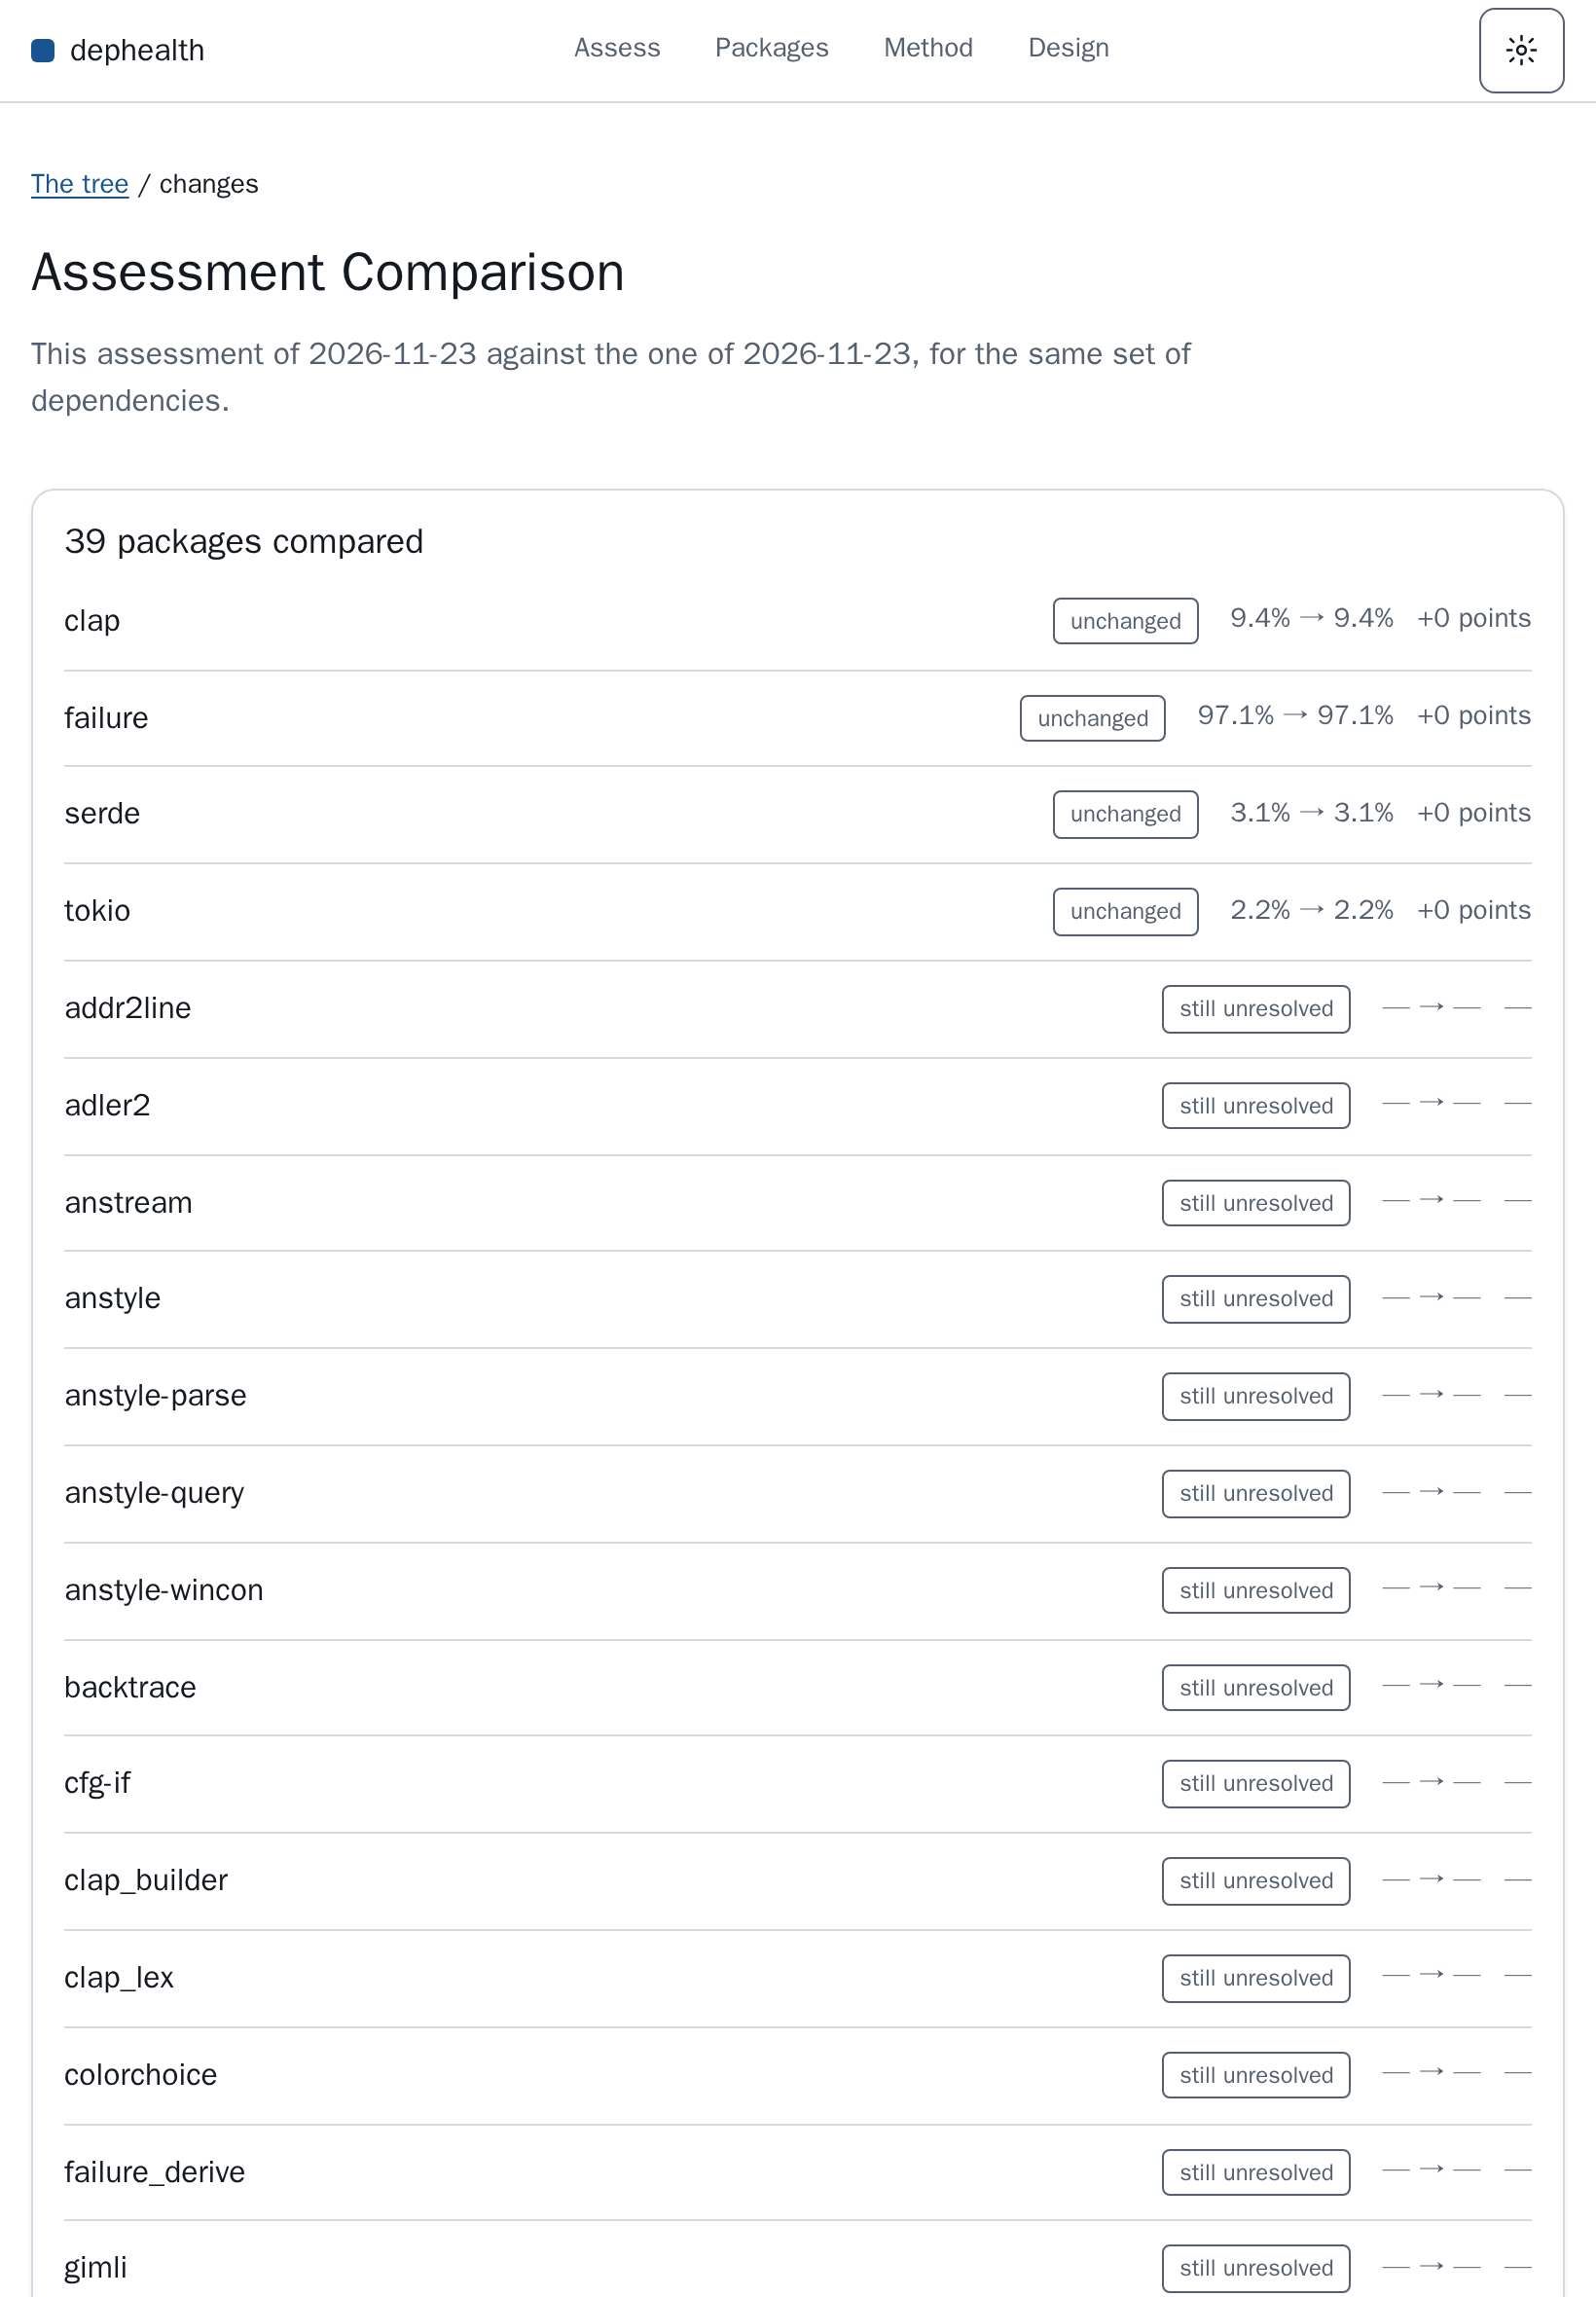 dephealth
Assess Packages Method Design
The tree / changes
Assessment Comparison
This assessment of 2026-11-23 against the one of 2026-11-23, for the same set of
dependencies.
39 packages compared
clap unchanged 9.4% → 9.4% +0 points
failure unchanged 97.1% → 97.1% +0 points
serde unchanged 3.1% → 3.1% +0 points
tokio unchanged 2.2% → 2.2% +0 points
addr2line still unresolved — → — —
adler2 still unresolved — → — —
anstream still unresolved — → — —
anstyle still unresolved — → — —
anstyle-parse still unresolved — → — —
anstyle-query still unresolved — → — —
anstyle-wincon still unresolved — → — —
backtrace still unresolved — → — —
cfg-if still unresolved — → — —
clap_builder still unresolved — → — —
clap_lex still unresolved — → — —
colorchoice still unresolved — → — —
failure_derive still unresolved — → — —
gimli still unresolved — → — —